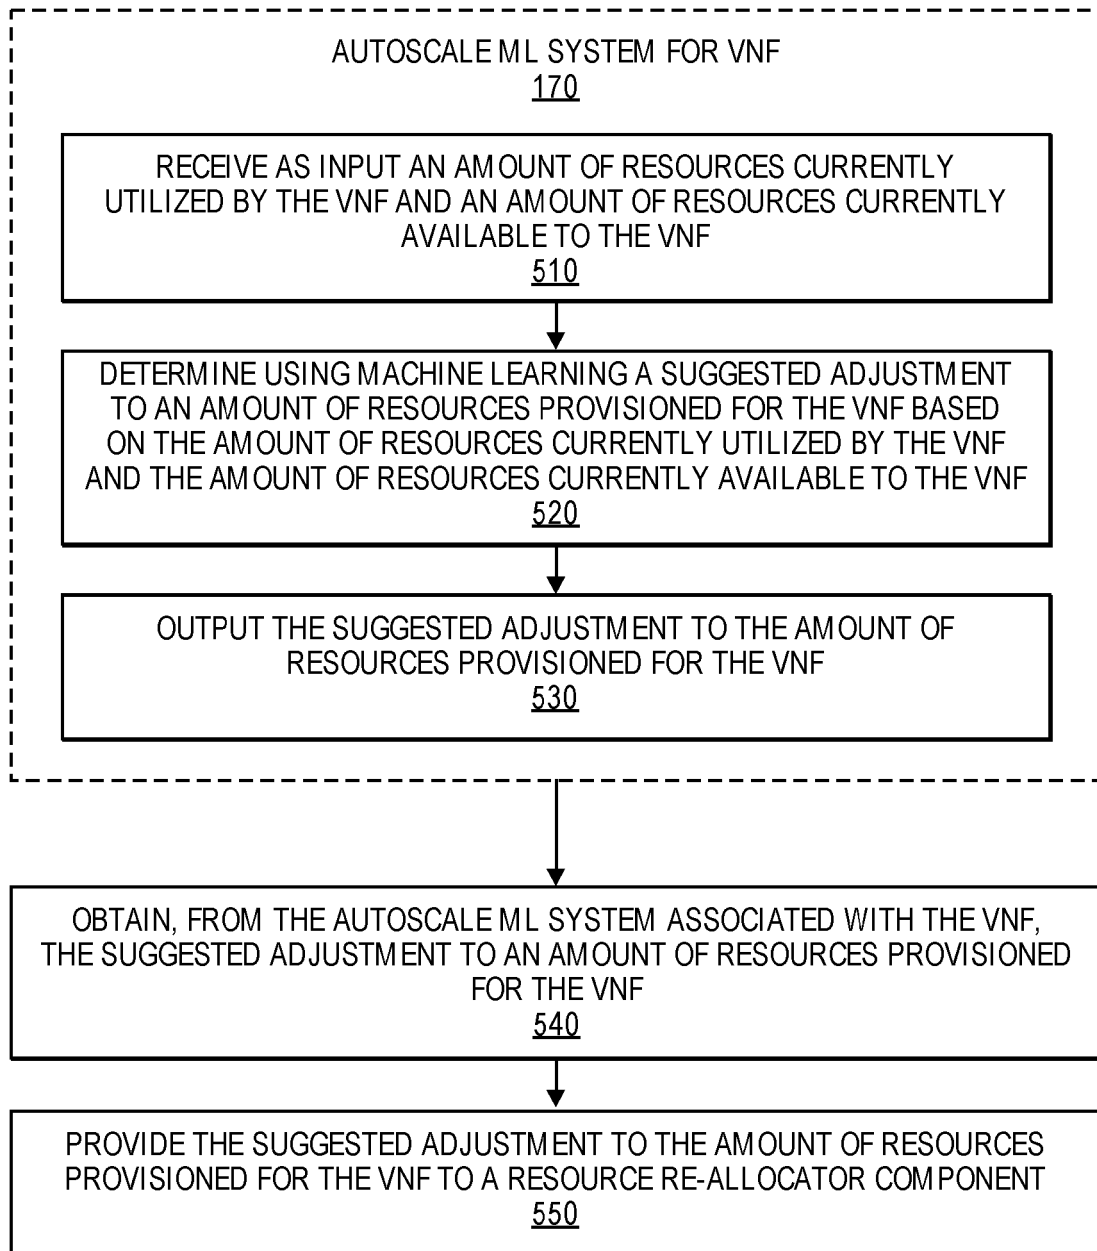 AUTOSCALE ML SYSTEM FOR VNF
170
RECEIVE AS INPUT AN AMOUNT OF RESOURCES CURRENTLY
UTILIZED BY THE VNF AND AN AMOUNT OF RESOURCES CURRENTLY
AVAILABLE TO THE VNF
510
DETERMINE USING MACHINE LEARNING A SUGGESTED ADJUSTMENT
TO AN AMOUNT OF RESOURCES PROVISIONED FOR THE VNF BASED
ON THE AMOUNT OF RESOURCES CURRENTLY UTILIZED BY THE VNF
AND THE AMOUNT OF RESOURCES CURRENTLY AVAILABLE TO THE VNF
520
OUTPUT THE SUGGESTED ADJUSTMENT TO THE AMOUNT OF
RESOURCES PROVISIONED FOR THE VNF
530
OBTAIN, FROM THE AUTOSCALE ML SYSTEM ASSOCIATED WITH THE VNF,
THE SUGGESTED ADJUSTMENT TO AN AMOUNT OF RESOURCES PROVISIONED
FOR THE VNF
540
PROVIDE THE SUGGESTED ADJUSTMENT TO THE AMOUNT OF RESOURCES
PROVISIONED FOR THE VNF TO A RESOURCE RE-ALLOCATOR COMPONENT
550